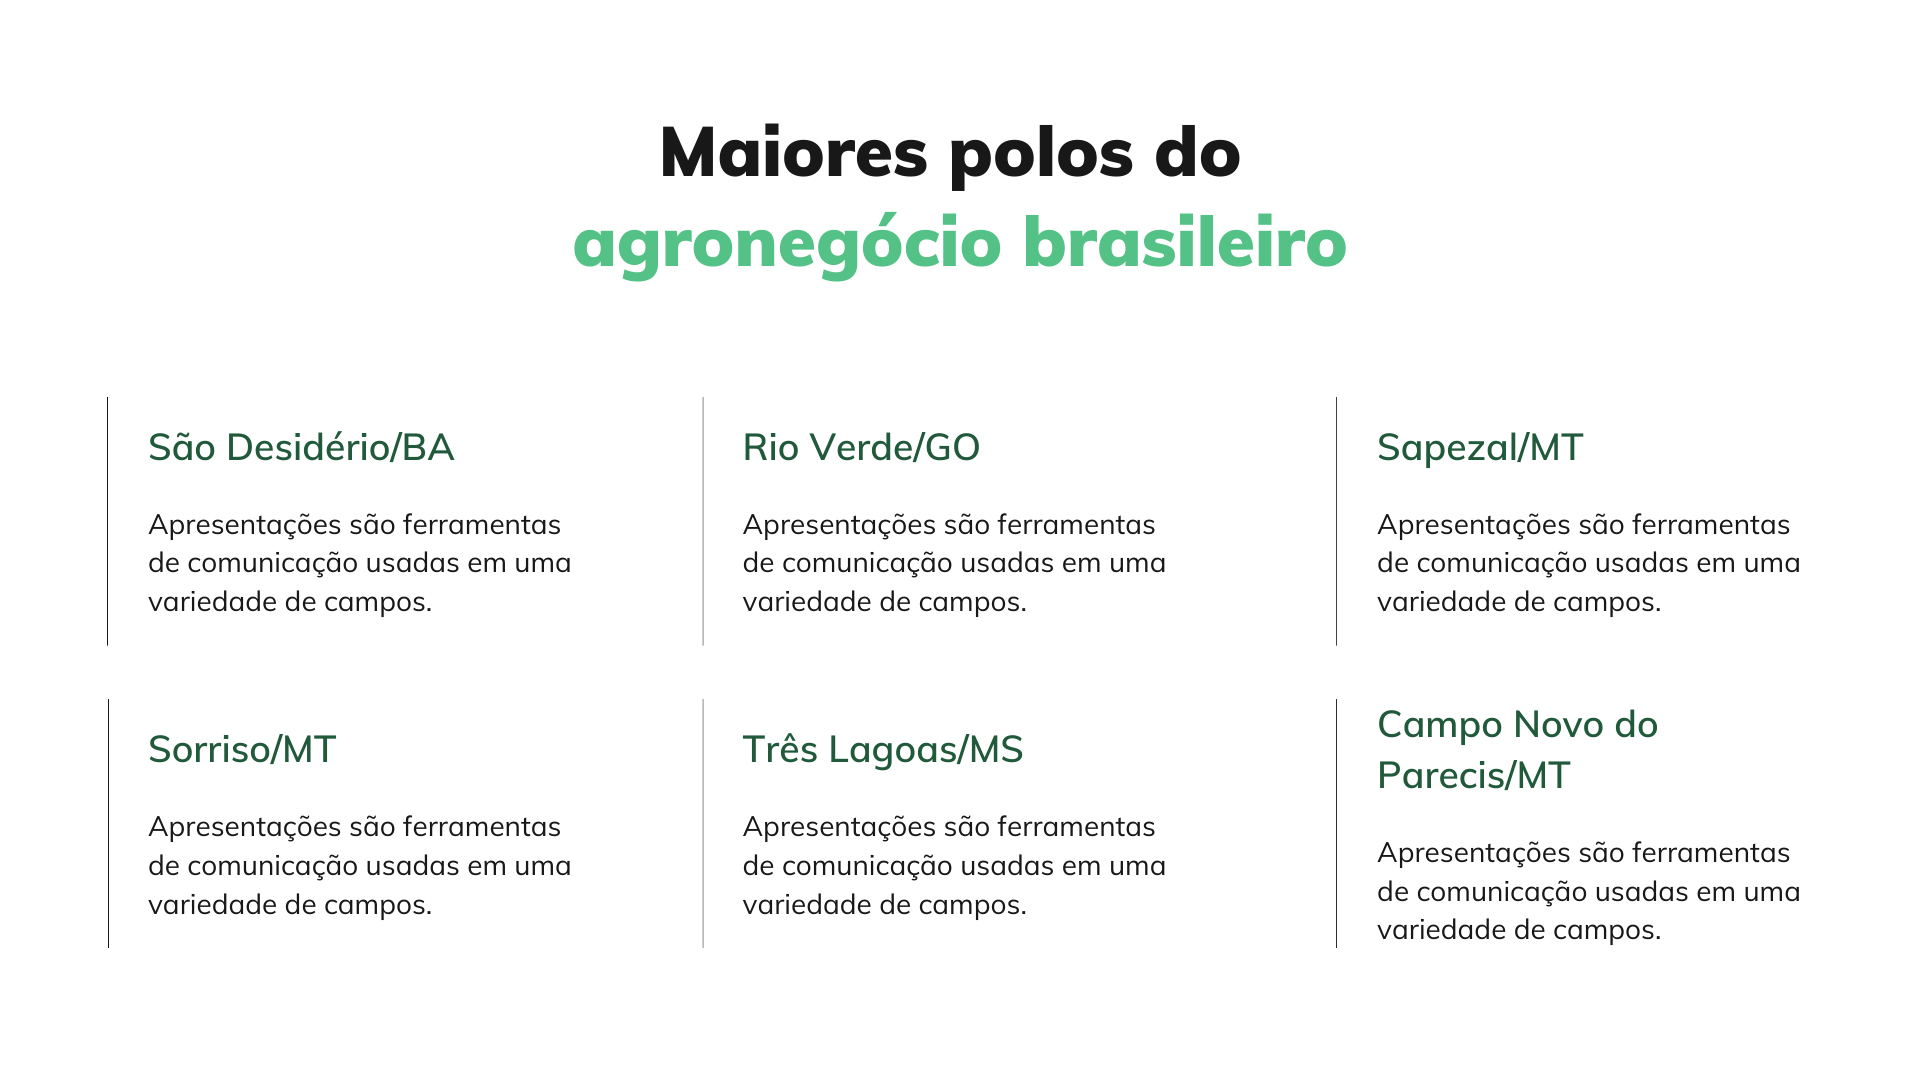 Maiores polos do
agronegócio brasileiro
São Desidério/BA
Apresentações são ferramentas
de comunicação usadas em uma
variedade de campos.
Rio Verde/GO
Apresentações são ferramentas
de comunicação usadas em uma
variedade de campos.
Sapezal/MT
Apresentações são ferramentas
de comunicação usadas em uma
variedade de campos.
Sorriso/MT
Apresentações são ferramentas
de comunicação usadas em uma
variedade de campos.
Três Lagoas/MS
Apresentações são ferramentas
de comunicação usadas em uma
variedade de campos.
Campo Novo do
Parecis/MT
Apresentações são ferramentas
de comunicação usadas em uma
variedade de campos.